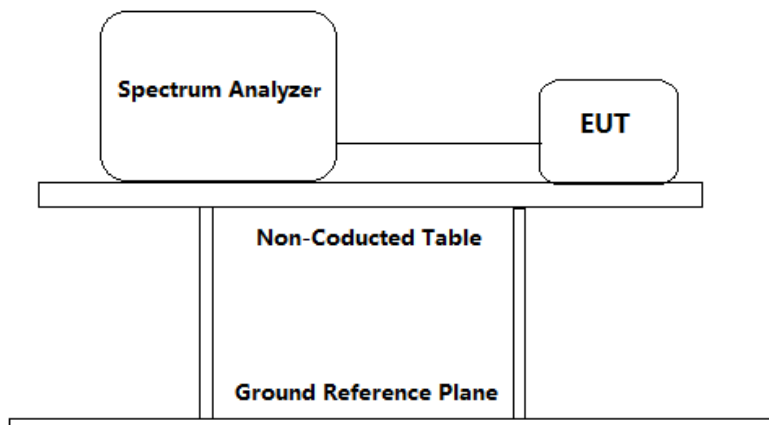 Spectrum Analyzer
EUT
Non-Coducted Table
Ground Reference Plane